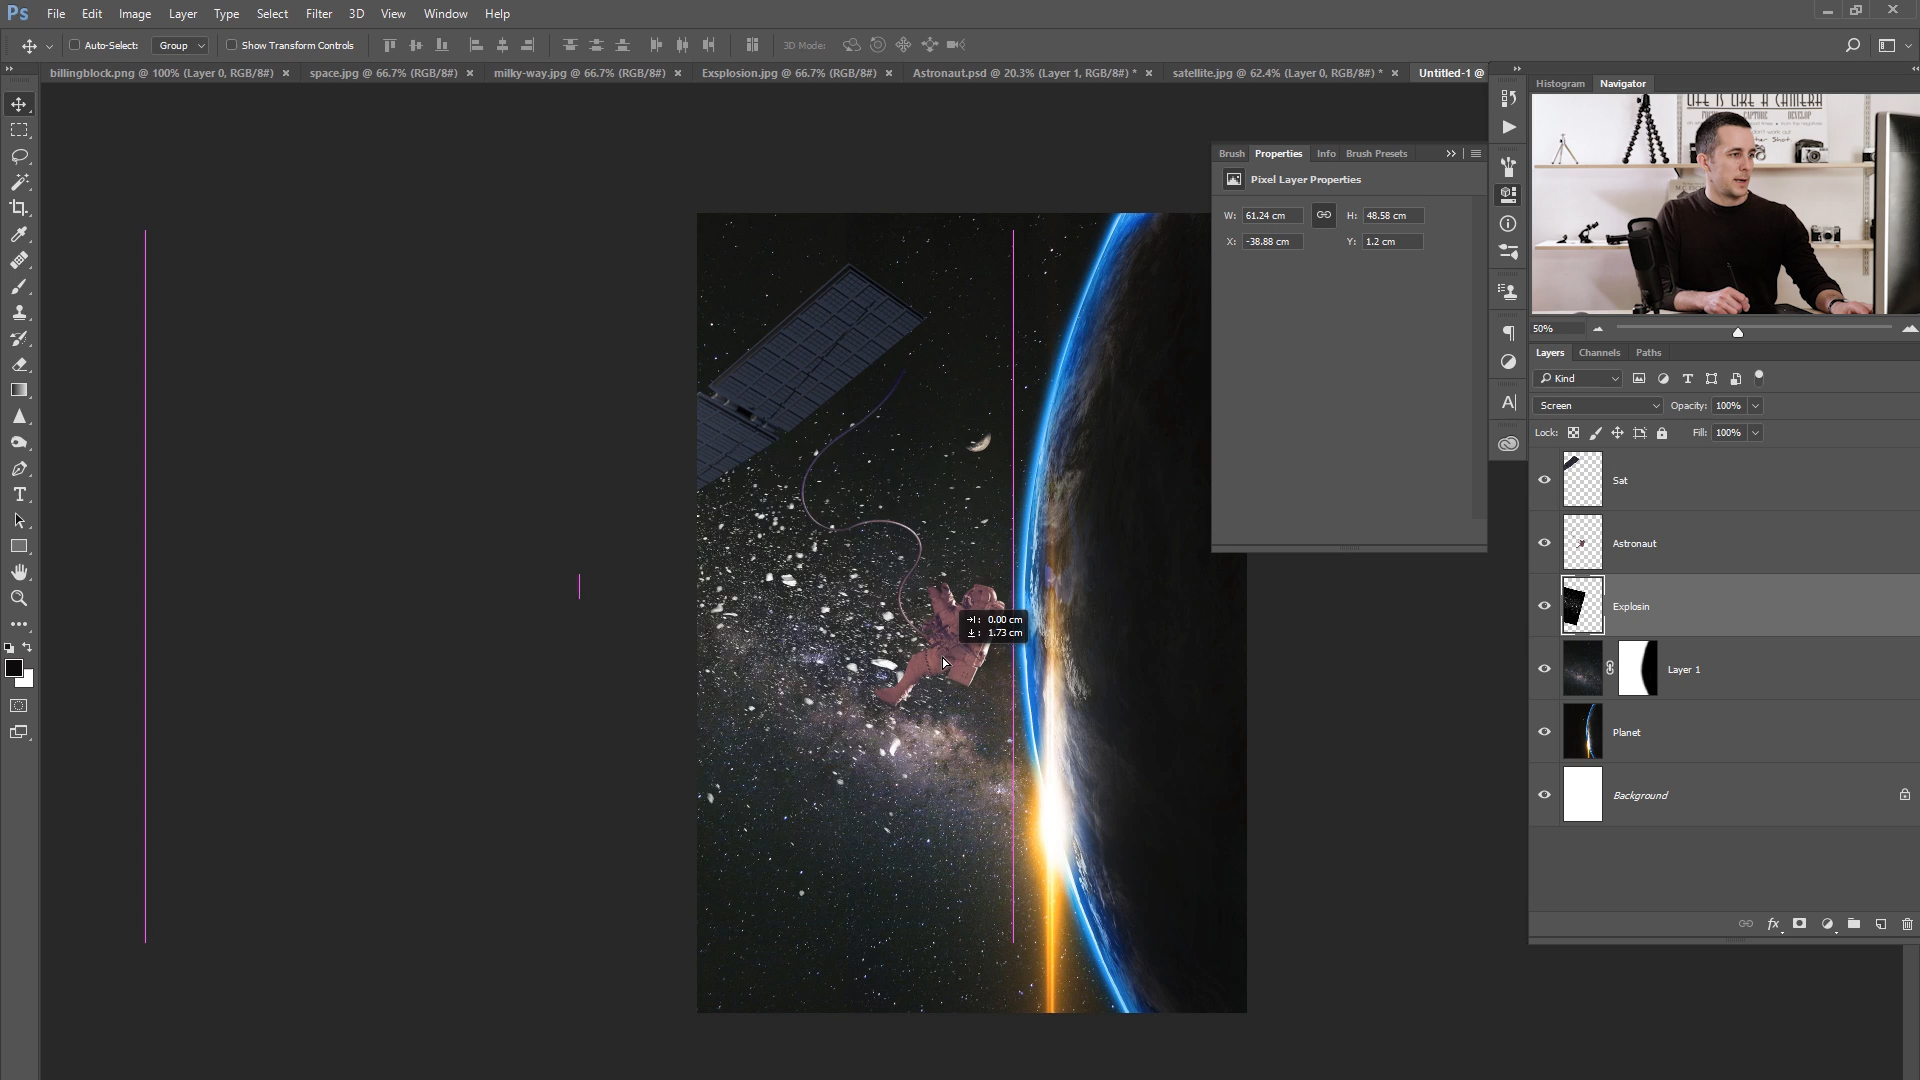 Ps File Edit Image Layer Type Select Filter 3D View Window Help
Auto-Select: Group Show Transform Controls 3D Mode:
billingblock.png @ 100% (Layer 0, RGB/8#) × space.jpg @ 66.7% (RGB/8#) × milky-way.jpg @ 66.7% (RGB/8#) × Exsplosion.jpg @ 66.7% (RGB/8#) × Astronaut.psd @ 20.3% (Layer 1, RGB/8#) * × satellite.jpg @ 62.4% (Layer 0, RGB/8#) * × Untitled-1 @
Histogram Navigator
LIFE IS LIKE A CAMERA
CAPTURE DEVELOP
Brush Properties Info Brush Presets
Pixel Layer Properties
W: 61.24 cm H: 48.58 cm
X: -38.88 cm Y: 1.2 cm
50%
Layers Channels Paths
Kind
Screen Opacity: 100%
Lock: Fill: 100%
Sat
Astronaut
Explosin
Layer 1
Planet
Background
fx
0.00 cm
1.73 cm